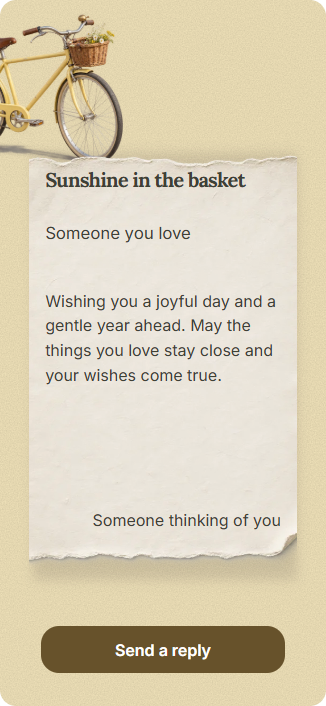 Sunshine in the basket
Someone you love
Wishing you a joyful day and a
gentle year ahead. May the
things you love stay close and
your wishes come true.
Someone thinking of you
Send a reply